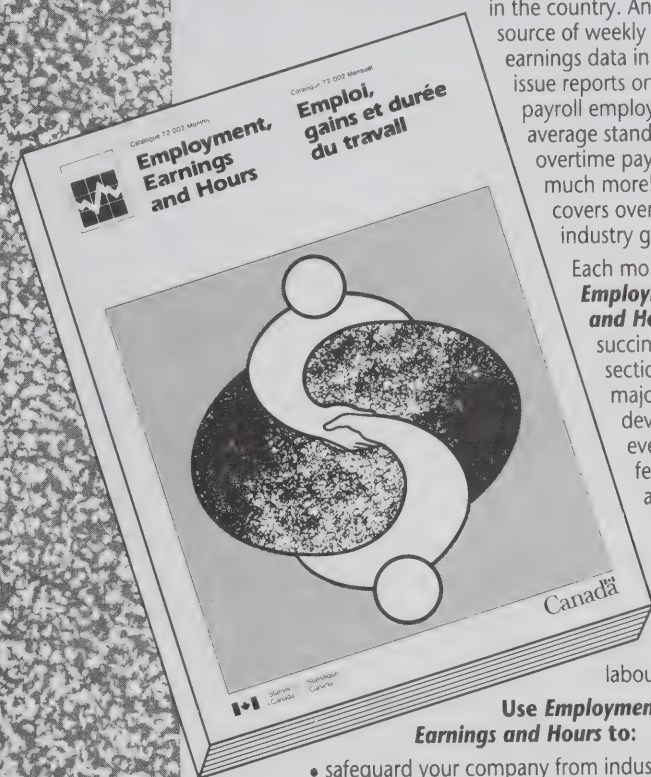 in the country. An
source of weekly
earnings data in
issue reports on
payroll employ
average stand
overtime pay
much more!
covers over
industry g
Each mo
Employm
and Ho
succin
sectio
majo
dev
eve
fe
a
labou
Use Employmen
Earnings and Hours to:
• safeguard your company from indus
Catalogue 72 002 Monthly
Employment,
Earnings
and Hours
Catalogue 72 002 Mensuel
Emploi,
gains et durée
du travail
Statistics Canada
Statistique Canada
Canada